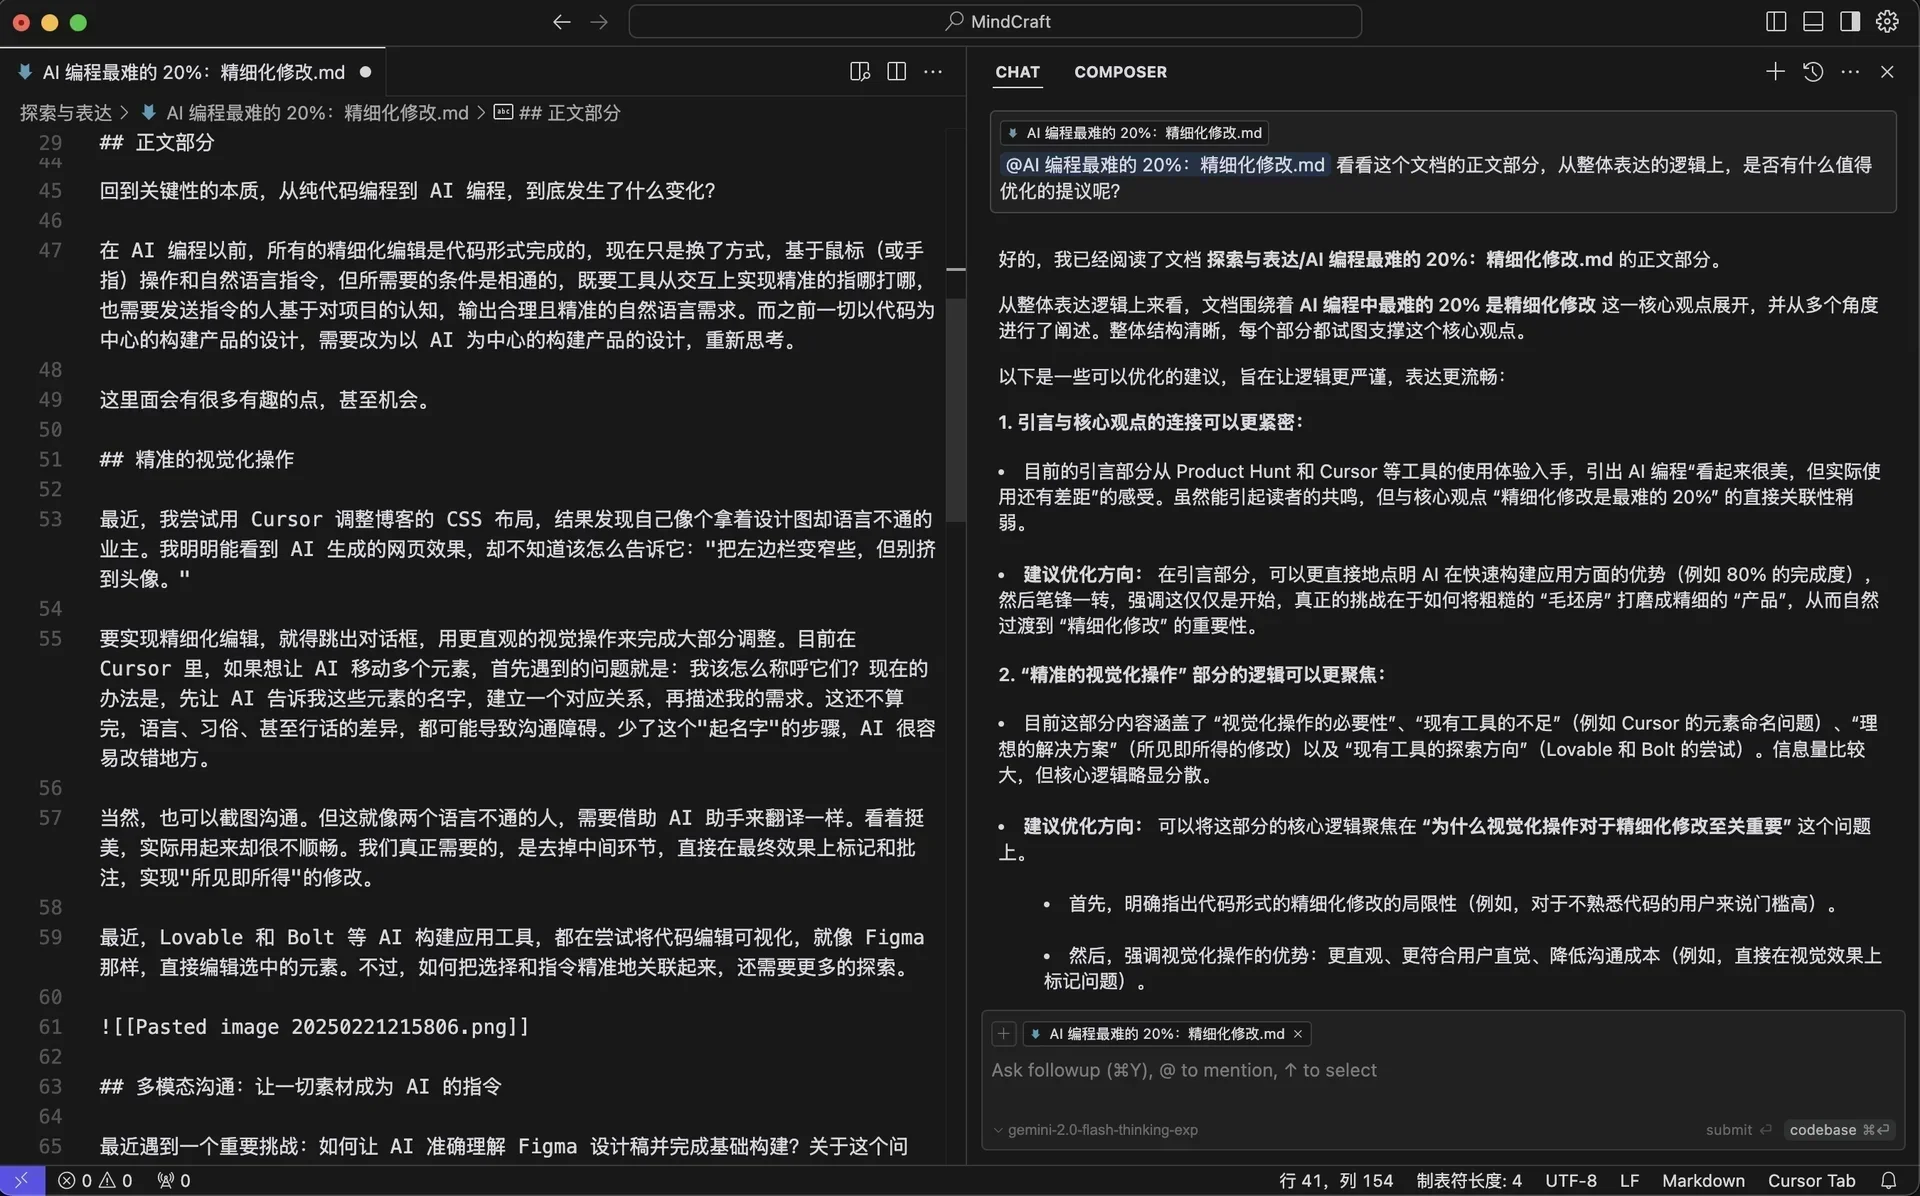 MindCraft
AI 编程最难的 20%：精细化修改.md
探索与表达 > AI 编程最难的 20%：精细化修改.md > abc ## 正文部分
29 ## 正文部分
44
45 回到关键性的本质，从纯代码编程到 AI 编程，到底发生了什么变化？
46
47 在 AI 编程以前，所有的精细化编辑是代码形式完成的，现在只是换了方式，基于鼠标（或手
指）操作和自然语言指令，但所需要的条件是相通的，既要工具从交互上实现精准的指哪打哪，
也需要发送指令的人基于对项目的认知，输出合理且精准的自然语言需求。而之前一切以代码为
中心的构建产品的设计，需要改为以 AI 为中心的构建产品的设计，重新思考。
48
49 这里面会有很多有趣的点，甚至机会。
50
51 ## 精准的视觉化操作
52
53 最近，我尝试用 Cursor 调整博客的 CSS 布局，结果发现自己像个拿着设计图却语言不通的
业主。我明明能看到 AI 生成的网页效果，却不知道该怎么告诉它："把左边栏变窄些，但别挤
到头像。"
54
55 要实现精细化编辑，就得跳出对话框，用更直观的视觉操作来完成大部分调整。目前在
Cursor 里，如果想让 AI 移动多个元素，首先遇到的问题就是：我该怎么称呼它们？现在的
办法是，先让 AI 告诉我这些元素的名字，建立一个对应关系，再描述我的需求。这还不算
完，语言、习俗、甚至行话的差异，都可能导致沟通障碍。少了这个"起名字"的步骤，AI 很容
易改错地方。
56
57 当然，也可以截图沟通。但这就像两个语言不通的人，需要借助 AI 助手来翻译一样。看着挺
美，实际用起来却很不顺畅。我们真正需要的，是去掉中间环节，直接在最终效果上标记和批
注，实现"所见即所得"的修改。
58
59 最近，Lovable 和 Bolt 等 AI 构建应用工具，都在尝试将代码编辑可视化，就像 Figma
那样，直接编辑选中的元素。不过，如何把选择和指令精准地关联起来，还需要更多的探索。
60
61 ![[Pasted image 20250221215806.png]]
62
63 ## 多模态沟通：让一切素材成为 AI 的指令
64
65 最近遇到一个重要挑战：如何让 AI 准确理解 Figma 设计稿并完成基础构建？关于这个问
CHAT COMPOSER
AI 编程最难的 20%：精细化修改.md
@AI 编程最难的 20%：精细化修改.md 看看这个文档的正文部分，从整体表达的逻辑上，是否有什么值得
优化的提议呢？
好的，我已经阅读了文档 探索与表达/AI 编程最难的 20%：精细化修改.md 的正文部分。
从整体表达逻辑上来看，文档围绕着 AI 编程中最难的 20% 是精细化修改 这一核心观点展开，并从多个角度
进行了阐述。整体结构清晰，每个部分都试图支撑这个核心观点。
以下是一些可以优化的建议，旨在让逻辑更严谨，表达更流畅：
1. 引言与核心观点的连接可以更紧密：
• 目前的引言部分从 Product Hunt 和 Cursor 等工具的使用体验入手，引出 AI 编程“看起来很美，但实际使
用还有差距”的感受。虽然能引起读者的共鸣，但与核心观点 “精细化修改是最难的 20%” 的直接关联性稍
弱。
• 建议优化方向： 在引言部分，可以更直接地点明 AI 在快速构建应用方面的优势（例如 80% 的完成度），
然后笔锋一转，强调这仅仅是开始，真正的挑战在于如何将粗糙的 “毛坯房” 打磨成精细的 “产品”，从而自然
过渡到 “精细化修改” 的重要性。
2. “精准的视觉化操作” 部分的逻辑可以更聚焦：
• 目前这部分内容涵盖了 “视觉化操作的必要性”、“现有工具的不足”（例如 Cursor 的元素命名问题）、“理
想的解决方案”（所见即所得的修改）以及 “现有工具的探索方向”（Lovable 和 Bolt 的尝试）。信息量比较
大，但核心逻辑略显分散。
• 建议优化方向： 可以将这部分的核心逻辑聚焦在 “为什么视觉化操作对于精细化修改至关重要” 这个问题
上。
• 首先，明确指出代码形式的精细化修改的局限性（例如，对于不熟悉代码的用户来说门槛高）。
• 然后，强调视觉化操作的优势：更直观、更符合用户直觉、降低沟通成本（例如，直接在视觉效果上
标记问题）。
AI 编程最难的 20%：精细化修改.md ×
Ask followup (⌘Y), @ to mention, ↑ to select
gemini-2.0-flash-thinking-exp submit ⏎ codebase ⌘⏎
0 0 0 行 41，列 154 制表符长度: 4 UTF-8 LF Markdown Cursor Tab